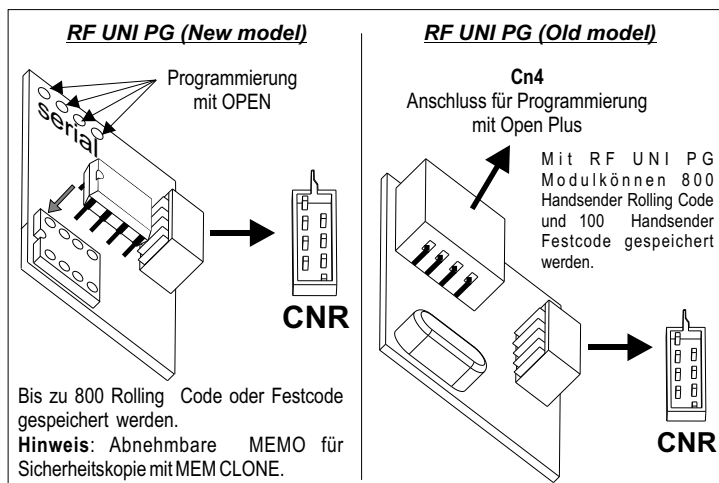 RF UNI PG (New model)
Programmierung
mit OPEN
serial
CNR
Bis zu 800 Rolling Code oder Festcode
gespeichert werden.
Hinweis: Abnehmbare MEMO für
Sicherheitskopie mit MEM CLONE.
RF UNI PG (Old model)
Cn4
Anschluss für Programmierung
mit Open Plus
Mit RF UNI PG
Modulkönnen 800
Handsender Rolling Code
und 100 Handsender
Festcode gespeichert
werden.
CNR